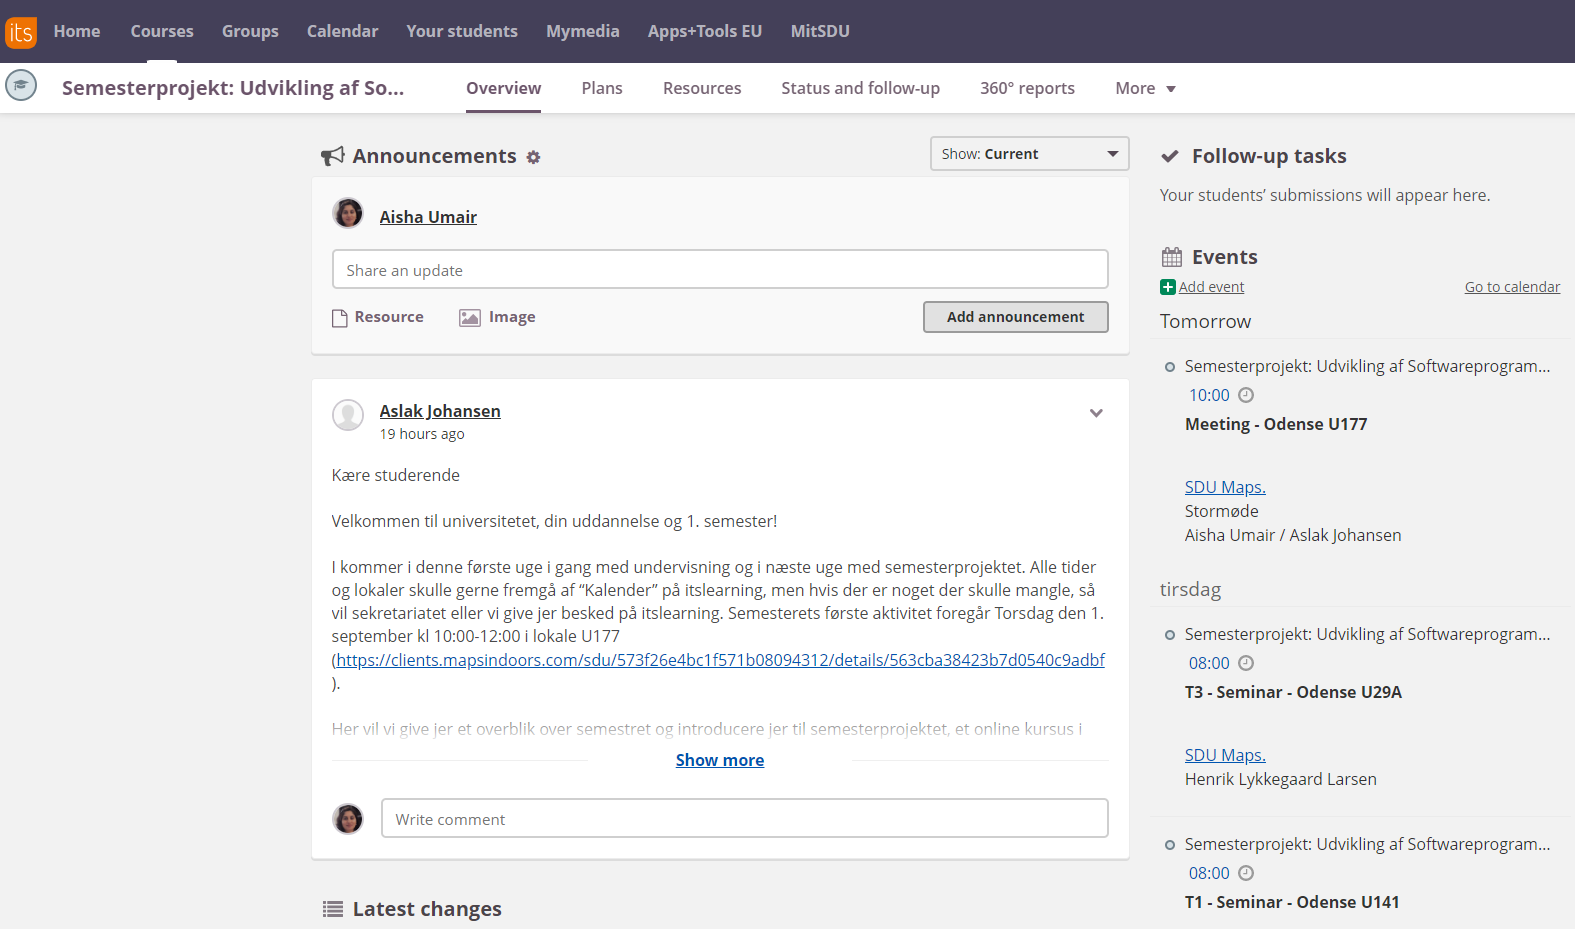 its Home Courses Groups Calendar Your students Mymedia Apps+Tools EU MitSDU
Semesterprojekt: Udvikling af So... Overview Plans Resources Status and follow-up 360° reports More
Announcements
Show: Current
Aisha Umair
Share an update
Resource Image Add announcement
Aslak Johansen
19 hours ago
Kære studerende
Velkommen til universitetet, din uddannelse og 1. semester!
I kommer i denne første uge i gang med undervisning og i næste uge med semesterprojektet. Alle tider
og lokaler skulle gerne fremgå af “Kalender” på itslearning, men hvis der er noget der skulle mangle, så
vil sekretariatet eller vi give jer besked på itslearning. Semesterets første aktivitet foregår Torsdag den 1.
september kl 10:00-12:00 i lokale U177
(https://clients.mapsindoors.com/sdu/573f26e4bc1f571b08094312/details/563cba38423b7d0540c9adbf
).
Her vil vi give jer et overblik over semestret og introducere jer til semesterprojektet, et online kursus i
Show more
Write comment
Latest changes
Follow-up tasks
Your students’ submissions will appear here.
Events
Add event Go to calendar
Tomorrow
Semesterprojekt: Udvikling af Softwareprogram...
10:00
Meeting - Odense U177
SDU Maps.
Stormøde
Aisha Umair / Aslak Johansen
tirsdag
Semesterprojekt: Udvikling af Softwareprogram...
08:00
T3 - Seminar - Odense U29A
SDU Maps.
Henrik Lykkegaard Larsen
Semesterprojekt: Udvikling af Softwareprogram...
08:00
T1 - Seminar - Odense U141